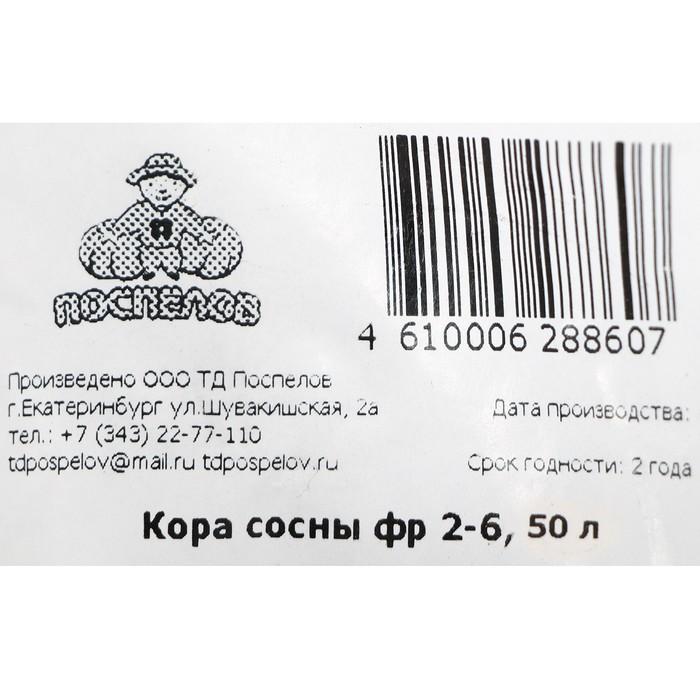 ПОСПЕЛОВ
4 610006 288607
Произведено ООО ТД Поспелов
г.Екатеринбург ул.Шувакишская, 2а
тел.: +7 (343) 22-77-110
tdpospelov@mail.ru tdpospelov.ru
Дата производства:
Срок годности: 2 года
Кора сосны фр 2-6, 50 л